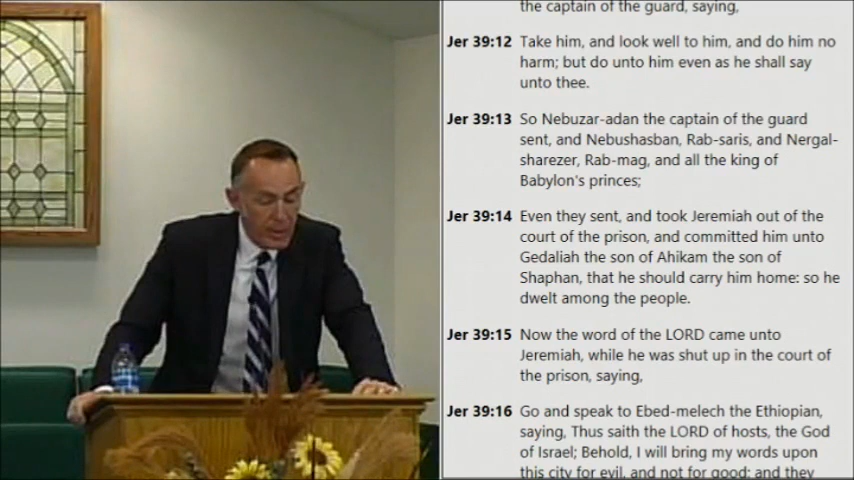 the captain of the guard, saying,
Jer 39:12 Take him, and look well to him, and do him no
harm; but do unto him even as he shall say
unto thee.
Jer 39:13 So Nebuzar-adan the captain of the guard
sent, and Nebushasban, Rab-saris, and Nergal-
sharezer, Rab-mag, and all the king of
Babylon's princes;
Jer 39:14 Even they sent, and took Jeremiah out of the
court of the prison, and committed him unto
Gedaliah the son of Ahikam the son of
Shaphan, that he should carry him home: so he
dwelt among the people.
Jer 39:15 Now the word of the LORD came unto
Jeremiah, while he was shut up in the court of
the prison, saying,
Jer 39:16 Go and speak to Ebed-melech the Ethiopian,
saying, Thus saith the LORD of hosts, the God
of Israel; Behold, I will bring my words upon
this city for evil, and not for good; and they